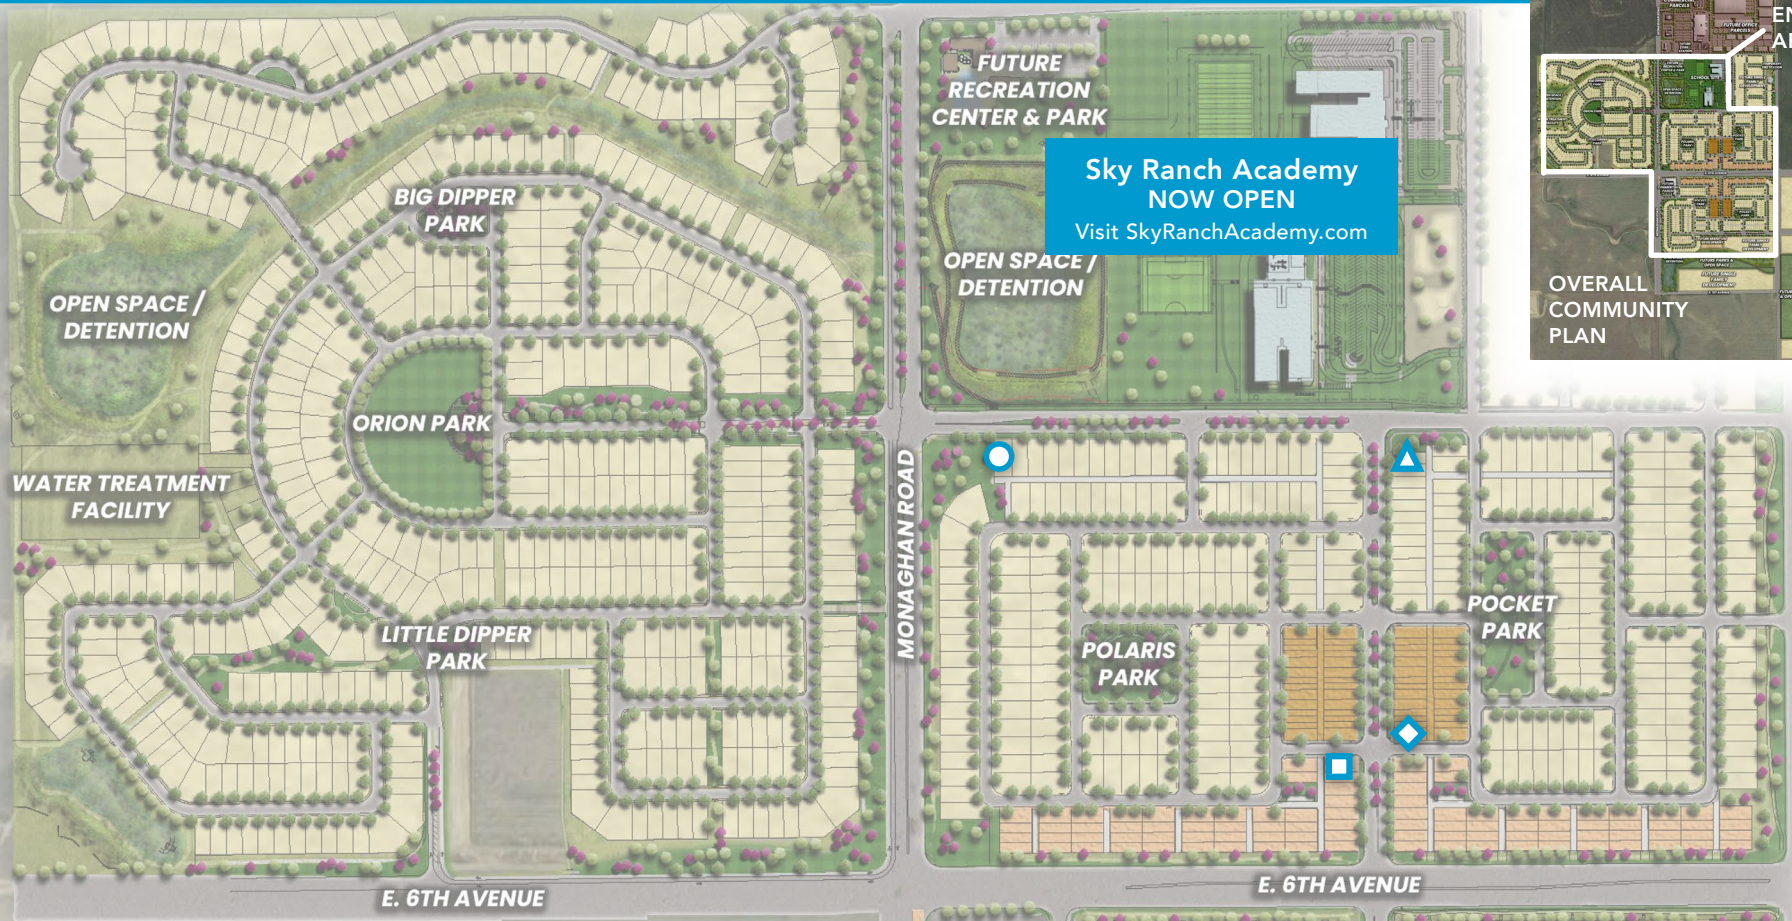 FUTURE
RECREATION
CENTER & PARK
Sky Ranch Academy
NOW OPEN
Visit SkyRanchAcademy.com
OPEN SPACE /
DETENTION
BIG DIPPER
PARK
OPEN SPACE /
DETENTION
ORION PARK
WATER TREATMENT
FACILITY
LITTLE DIPPER
PARK
MONAGHAN ROAD
POLARIS
PARK
POCKET
PARK
E. 6TH AVENUE
E. 6TH AVENUE
OVERALL
COMMUNITY
PLAN